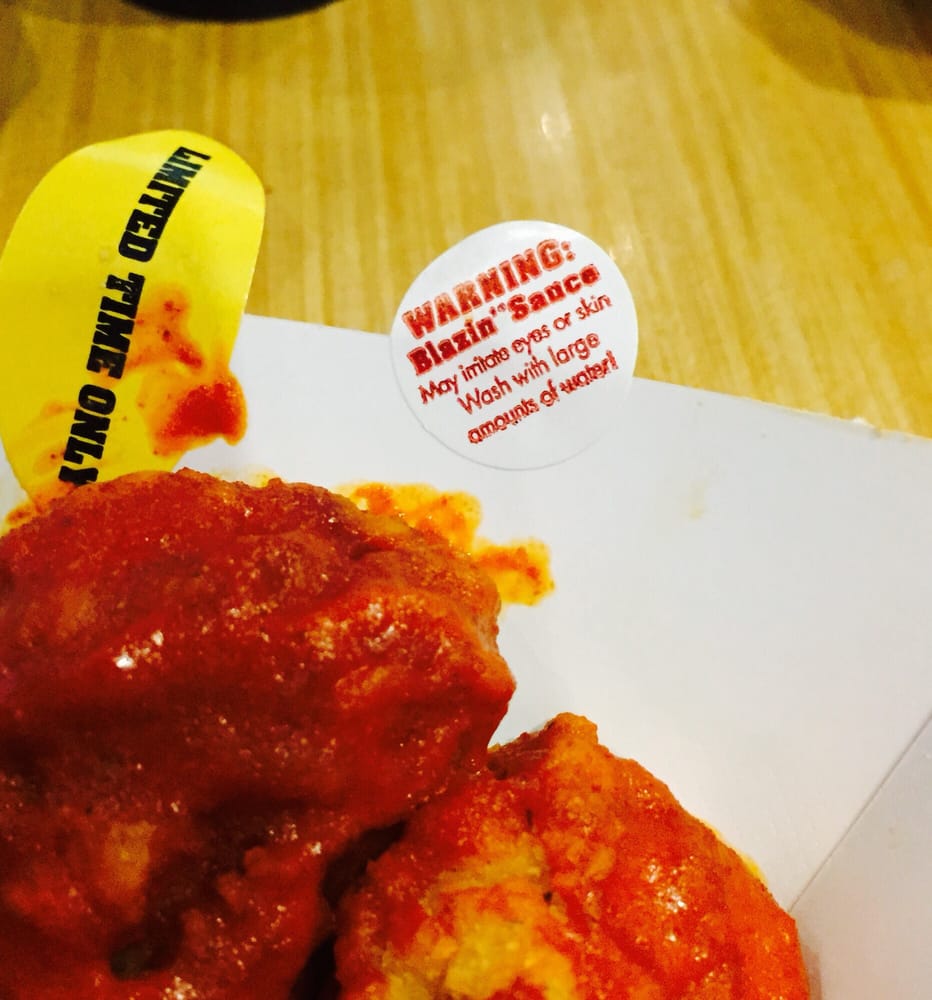 LIMITED TIME ONLY
WARNING:
Blazin'® Sauce
May irritate eyes or skin
Wash with large
amounts of water!